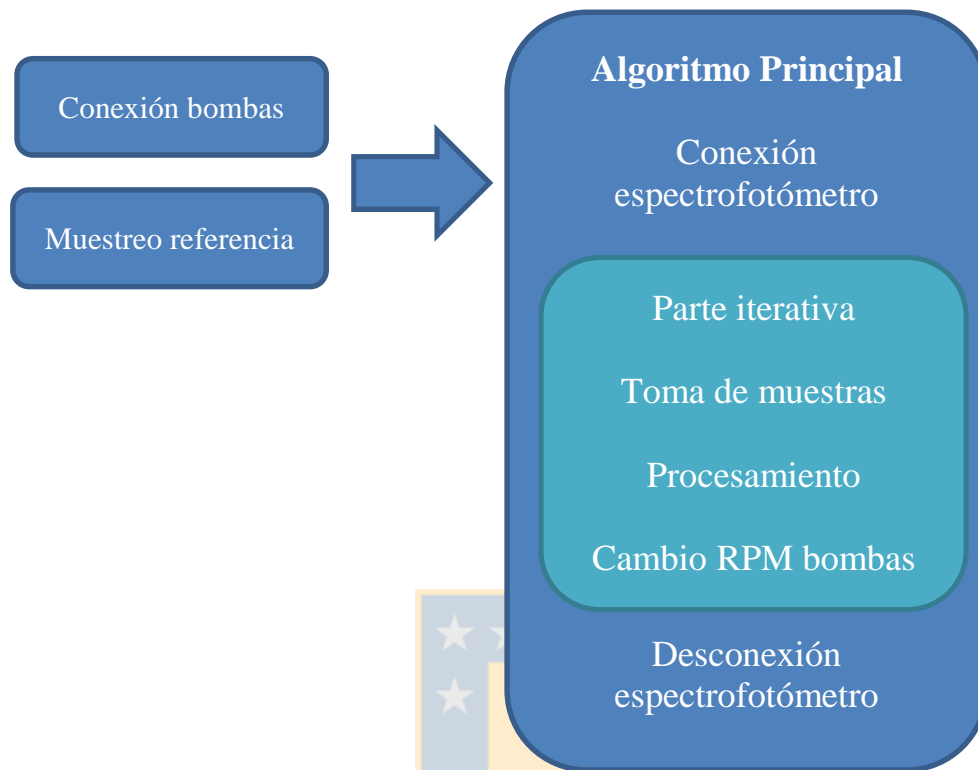 Conexión bombas
Muestreo referencia
Algoritmo Principal
Conexión
espectrofotómetro
Parte iterativa
Toma de muestras
Procesamiento
Cambio RPM bombas
Desconexión
espectrofotómetro